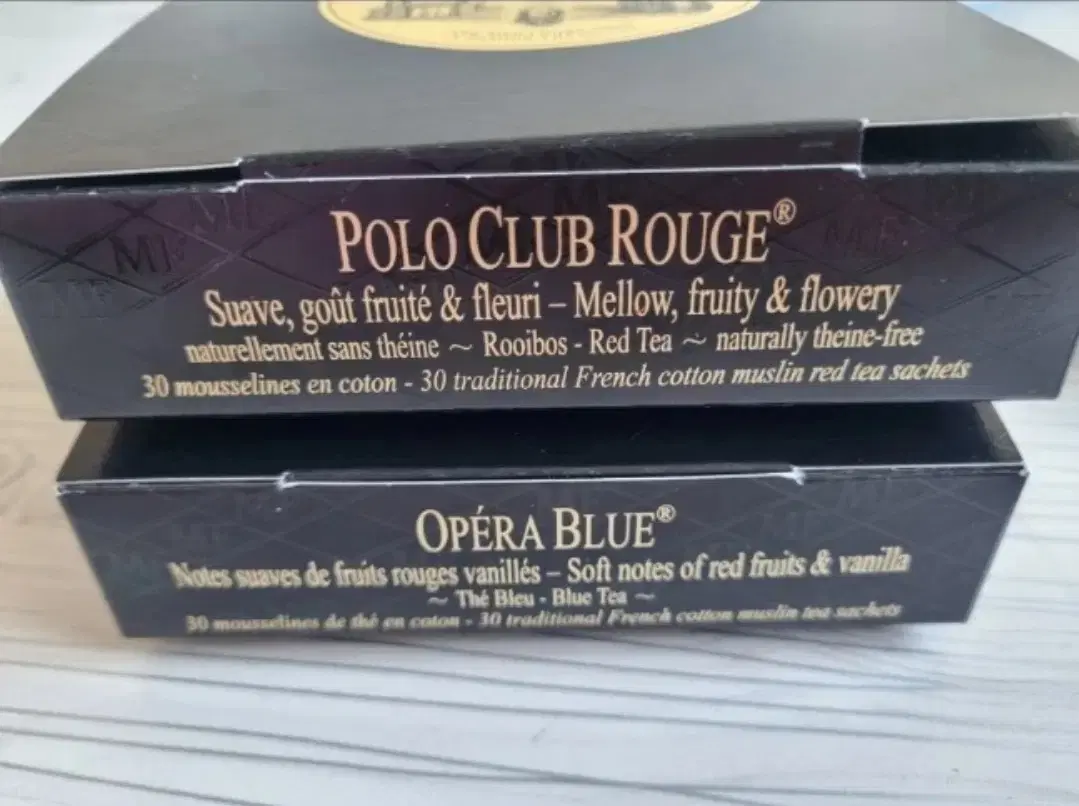 POLO CLUB ROUGE®
Suave, goût fruité & fleuri – Mellow, fruity & flowery
naturellement sans théine ~ Rooibos - Red Tea ~ naturally theine-free
30 mousselines en coton - 30 traditional French cotton muslin red tea sachets
OPÉRA BLUE®
Notes suaves de fruits rouges vanillés – Soft notes of red fruits & vanilla
~ Thé Bleu - Blue Tea ~
30 mousselines de thé en coton - 30 traditional French cotton muslin tea sachets